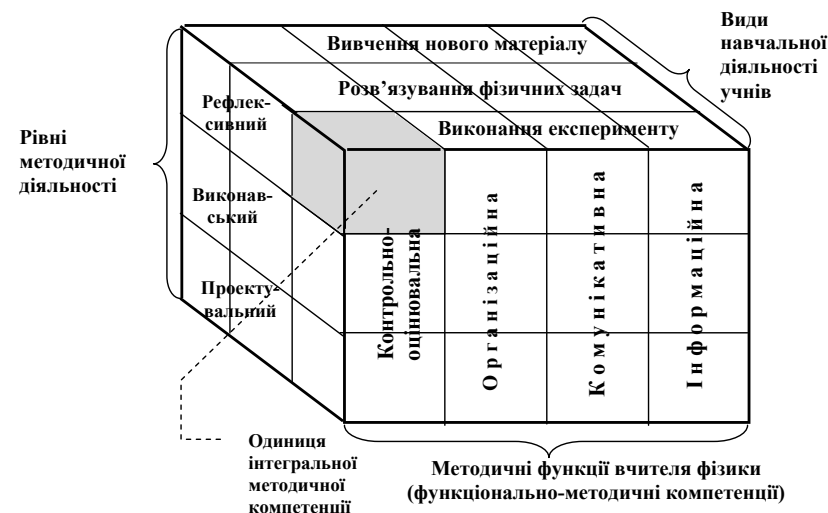 Види
навчальної
діяльності
учнів
Вивчення нового матеріалу
Розв’язування фізичних задач
Виконання експерименту
Рівні
методичної
діяльності
Рефлек-
сивний
Виконав-
ський
Проекту-
вальний
Контрольно-
оцінювальна
Організаційна
Комунікативна
Інформаційна
Одиниця
інтегральної
методичної
компетенції
Методичні функції вчителя фізики
(функціонально-методичні компетенції)